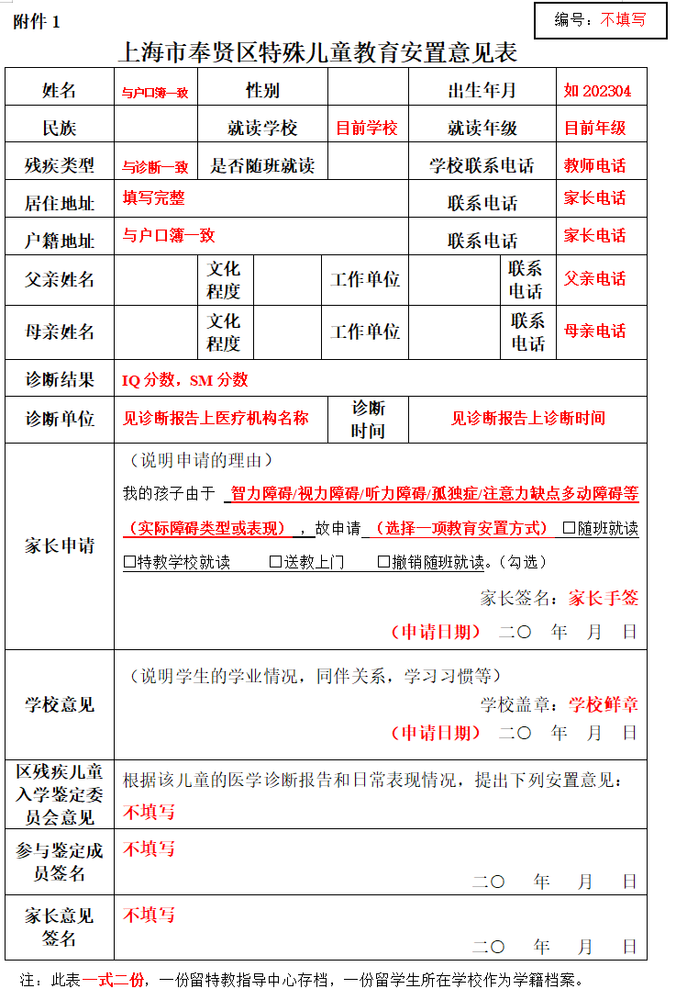 附件1
编号：不填写
上海市奉贤区特殊儿童教育安置意见表
姓名 与户口簿一致 性别 出生年月 如 202304
民族 就读学校 目前学校 就读年级 目前年级
残疾类型 与诊断一致 是否随班就读 学校联系电话 教师电话
居住地址 填写完整 联系电话 家长电话
户籍地址 与户口簿一致 联系电话 家长电话
父亲姓名 文化程度 工作单位 联系电话 父亲电话
母亲姓名 文化程度 工作单位 联系电话 母亲电话
诊断结果 IQ 分数，SM 分数
诊断单位 见诊断报告上医疗机构名称 诊断时间 见诊断报告上诊断时间
家长申请
（说明申请的理由）
我的孩子由于 智力障碍/视力障碍/听力障碍/孤独症/注意力缺点多动障碍等
（实际障碍类型或表现） ，故申请 （选择一项教育安置方式） □随班就读
□特教学校就读 □送教上门 □撤销随班就读。（勾选）
家长签名：家长手签
（申请日期） 二〇 年 月 日
学校意见
（说明学生的学业情况，同伴关系，学习习惯等）
学校盖章：学校鲜章
（申请日期） 二〇 年 月 日
区残疾儿童
入学鉴定委
员会意见
根据该儿童的医学诊断报告和日常表现情况，提出下列安置意见：
不填写
参与鉴定成
员签名
不填写
二〇 年 月 日
家长意见
签名
不填写
二〇 年 月 日
注：此表一式二份，一份留特教指导中心存档，一份留学生所在学校作为学籍档案。